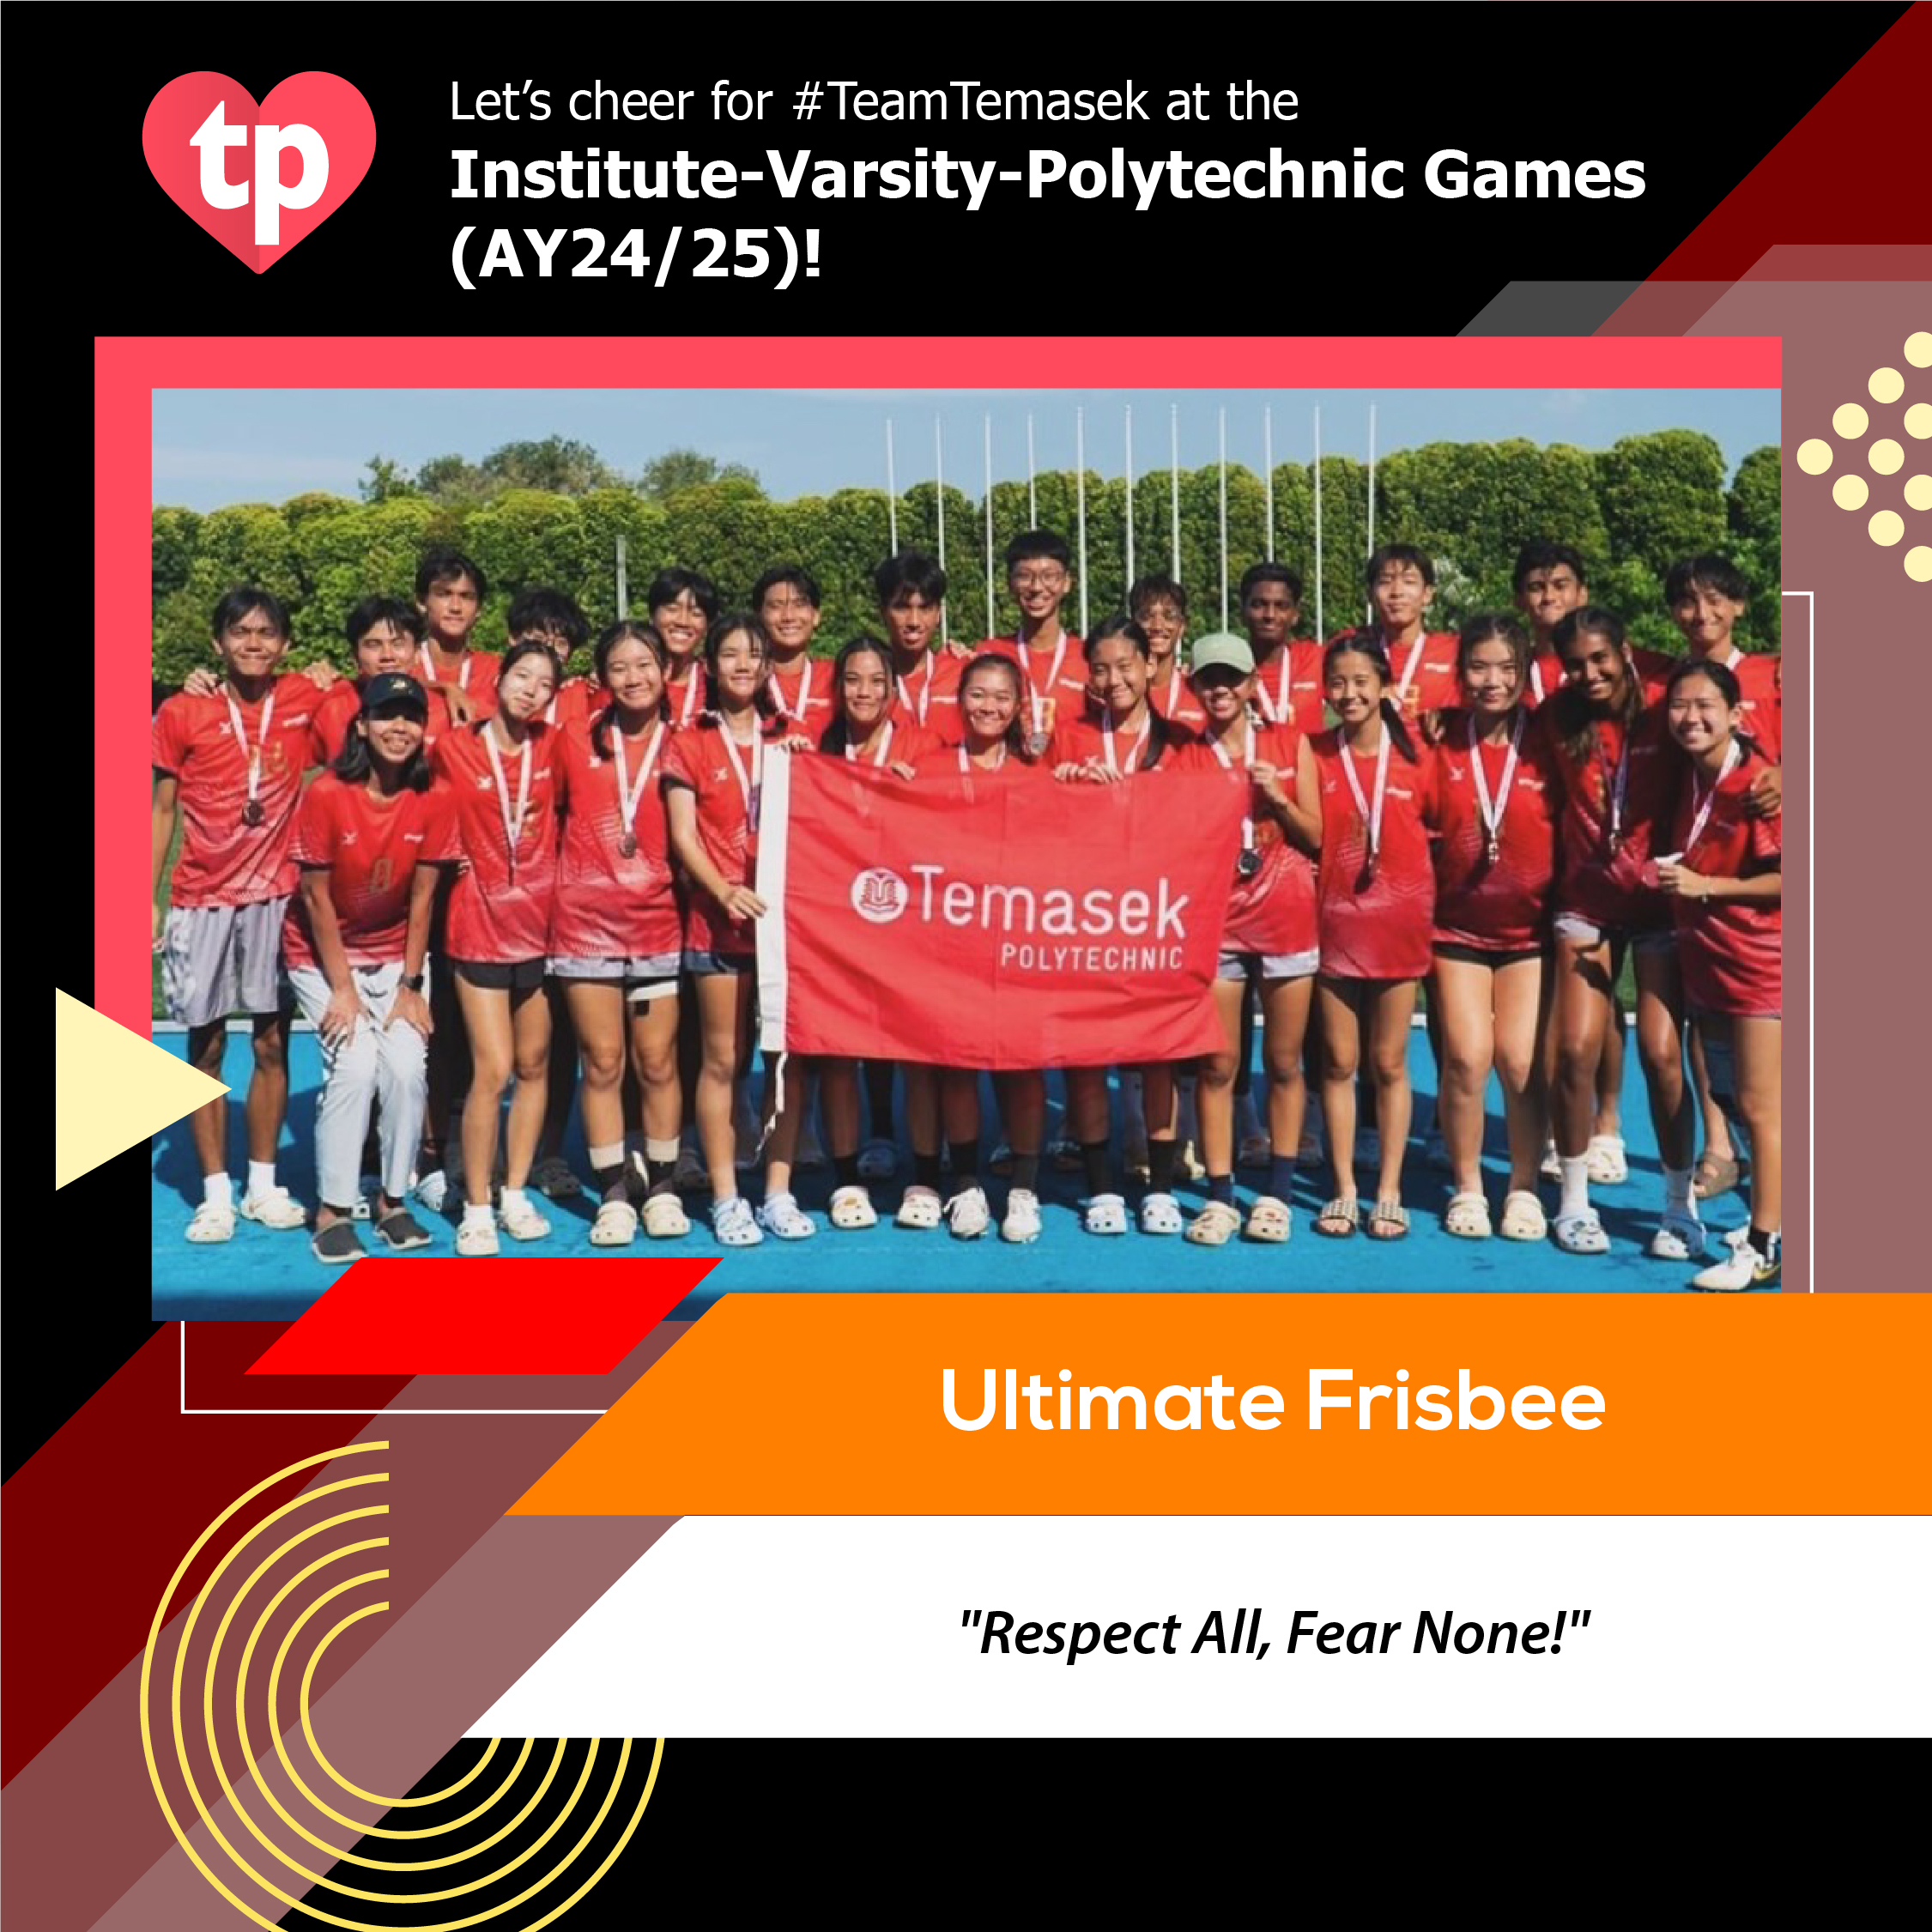 tp
Let’s cheer for #TeamTemasek at the
Institute-Varsity-Polytechnic Games
(AY24/25)!
Temasek
POLYTECHNIC
Ultimate Frisbee
"Respect All, Fear None!"